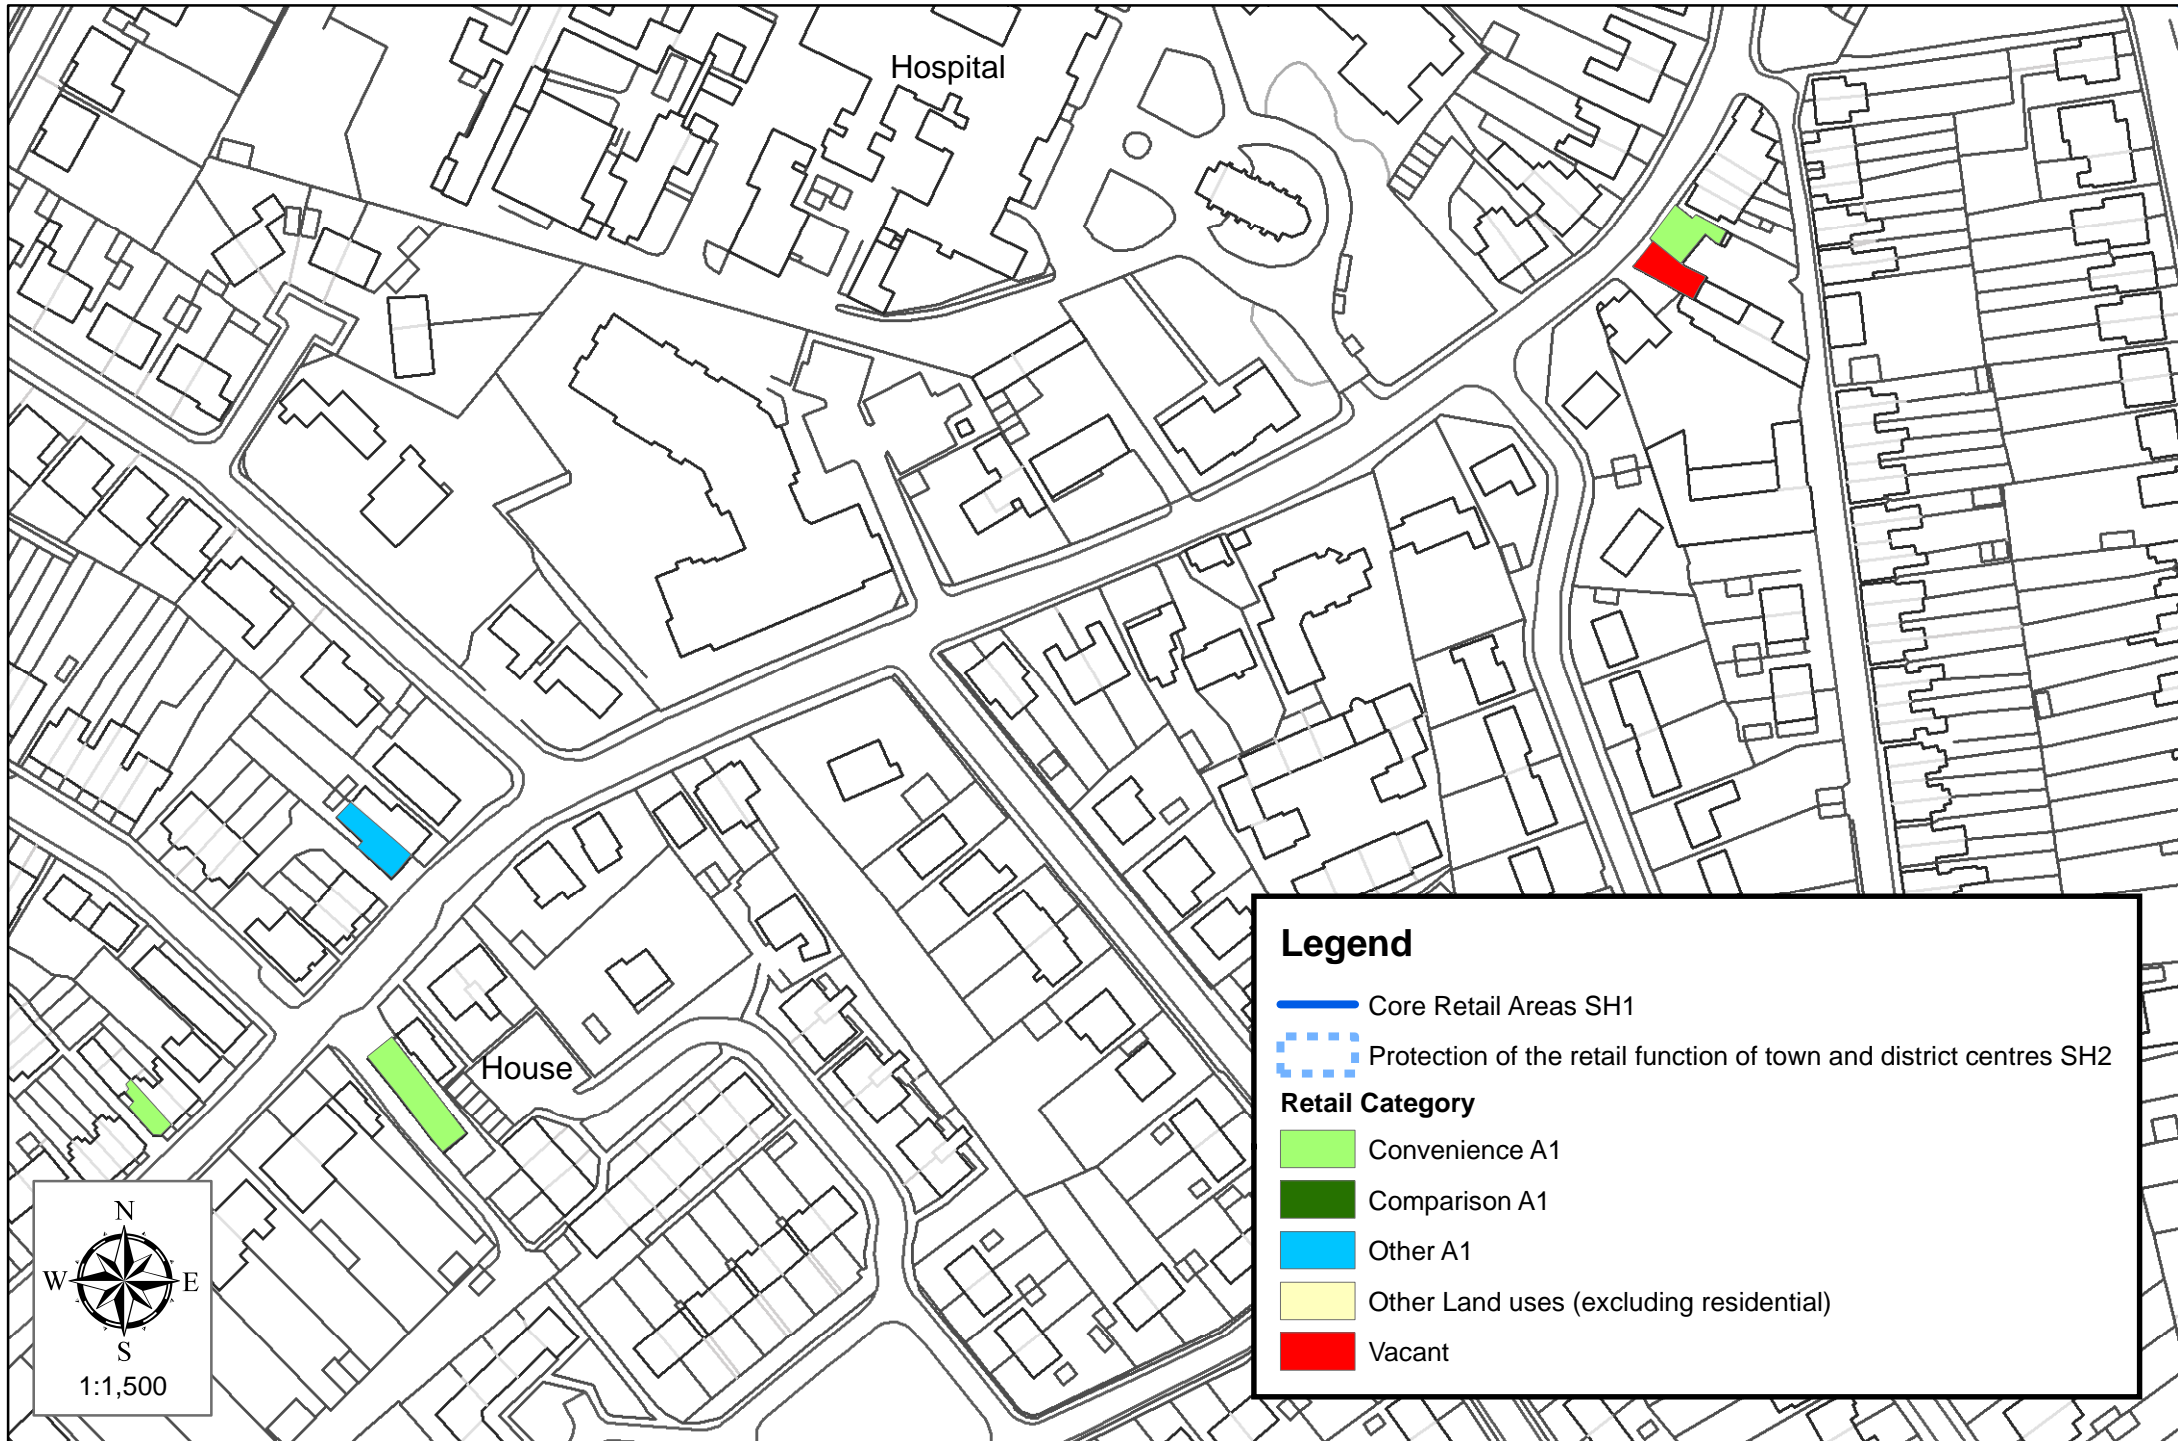 Hospital
House
Legend
Core Retail Areas SH1
Protection of the retail function of town and district centres SH2
Retail Category
Convenience A1
Comparison A1
Other A1
Other Land uses (excluding residential)
Vacant
N
W E
S
1:1,500